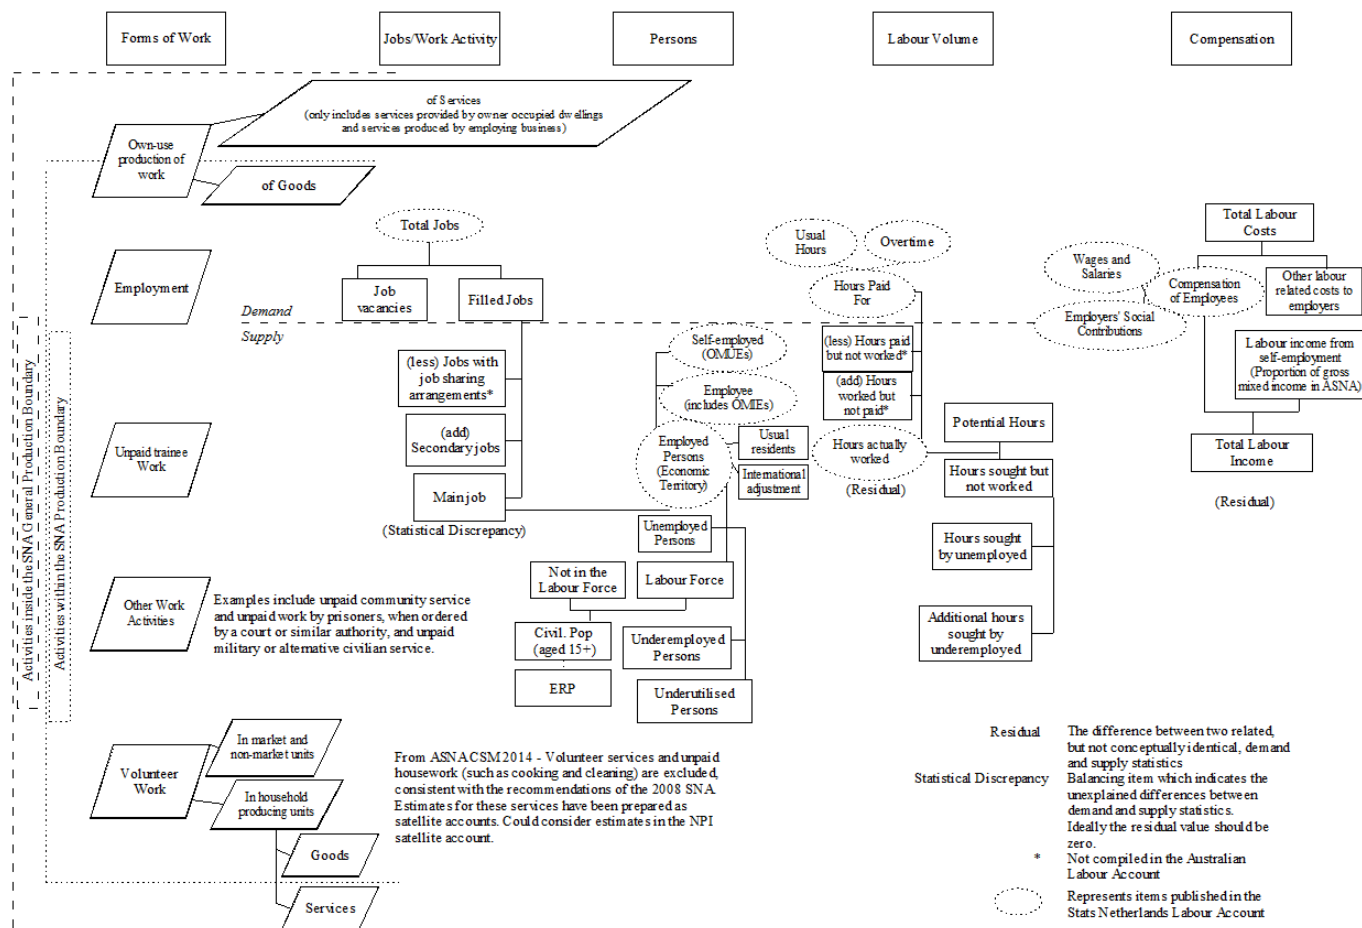 Forms of Work
Jobs/Work Activity
Persons
Labour Volume
Compensation
of Services
(only includes services provided by owner occupied dwellings
and services produced by employing business)
Own-use
production of
work
of Goods
Total Jobs
Job
vacancies
Filled Jobs
Employment
Demand
Supply
Usual
Hours
Overtime
Hours Paid
For
Total Labour
Costs
Wages and
Salaries
Compensation
of Employees
Other labour
related costs to
employers
Employers' Social
Contributions
(less) Jobs with
job sharing
arrangements*
(add)
Secondary jobs
Main job
(Statistical Discrepancy)
Self-employed
(OMUEs)
Employee
(includes OMIEs)
Employed
Persons
(Economic
Territory)
Usual
residents
International
adjustment
(less) Hours paid
but not worked*
(add) Hours
worked but
not paid*
Hours actually
worked
(Residual)
Potential Hours
Hours sought but
not worked
Hours sought
by unemployed
Additional hours
sought by
underemployed
Labour income from
self-employment
(Proportion of gross
mixed income in ASNA)
Total Labour
Income
(Residual)
Unpaid trainee
Work
Unemployed
Persons
Not in the
Labour Force
Labour Force
Civil. Pop
(aged 15+)
ERP
Underemployed
Persons
Underutilised
Persons
Activities inside the SNA General Production Boundary
Activities within the SNA Production Boundary
Other Work
Activities
Examples include unpaid community service
and unpaid work by prisoners, when ordered
by a court or similar authority, and unpaid
military or alternative civilian service.
Volunteer
Work
In market and
non-market units
In household
producing units
Goods
Services
From ASNACSM 2014 - Volunteer services and unpaid
housework (such as cooking and cleaning) are excluded,
consistent with the recommendations of the 2008 SNA
Estimates for these services have been prepared as
satellite accounts. Could consider estimates in the NPI
satellite account.
Residual The difference between two related,
but not conceptually identical, demand
and supply statistics
Statistical Discrepancy Balancing item which indicates the
unexplained differences between
demand and supply statistics.
Ideally the residual value should be
zero.
* Not compiled in the Australian
Labour Account
Represents items published in the
Stats Netherlands Labour Account